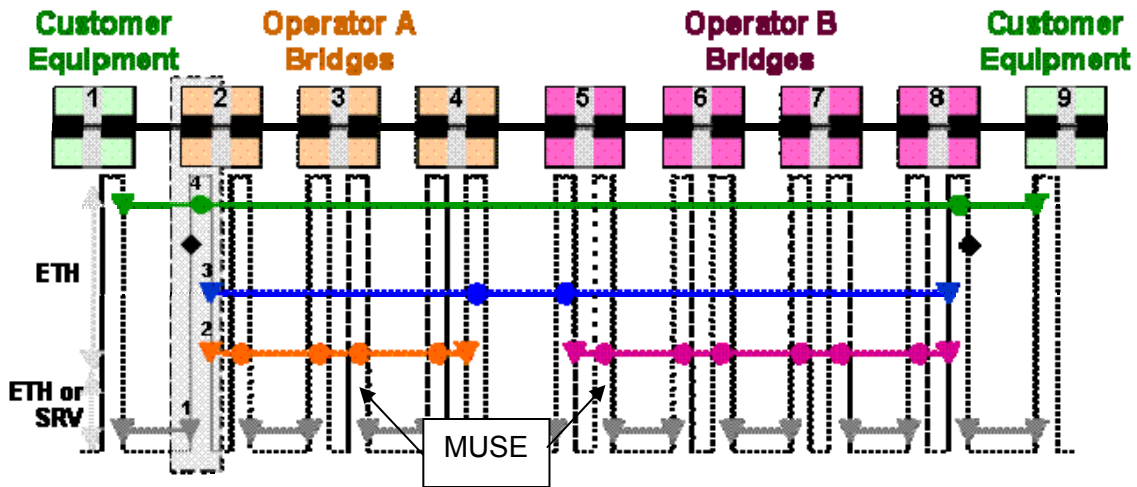 Customer Equipment
Operator A Bridges
Operator B Bridges
Customer Equipment
1 2 3 4 5 6 7 8 9
4
ETH
3
2
ETH or SRV
1
MUSE